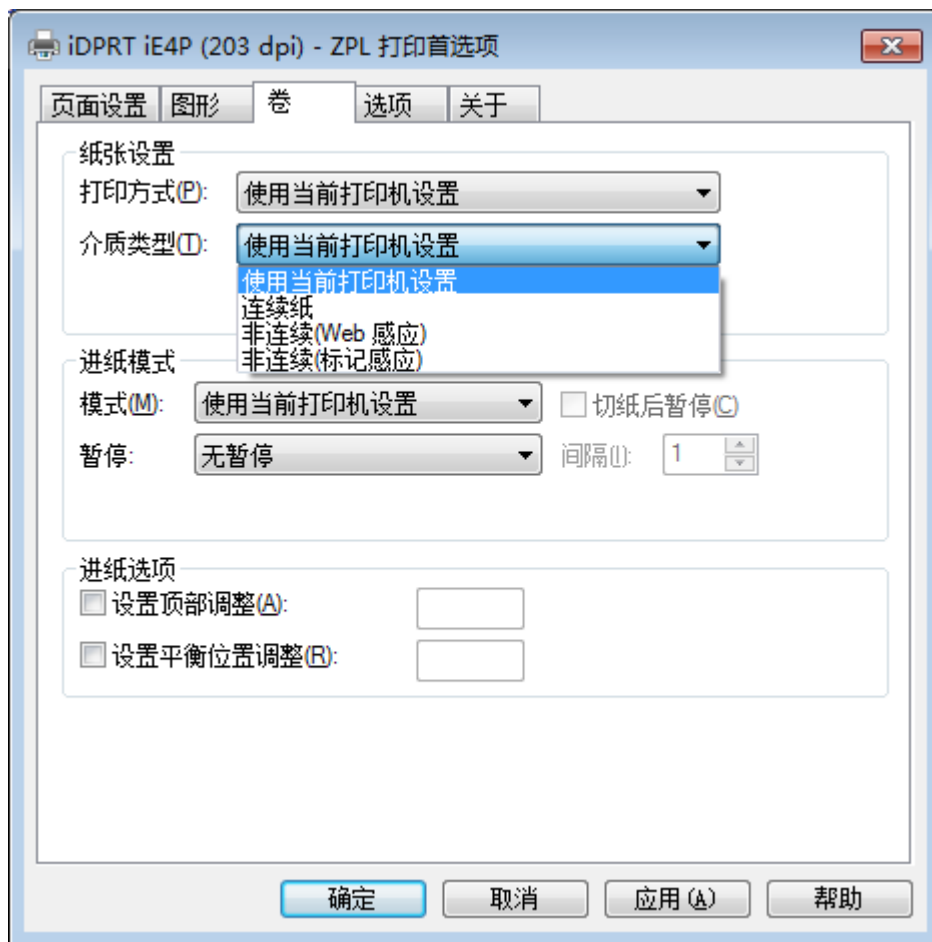 iDPRT iE4P (203 dpi) - ZPL 打印首选项
页面设置 图形 卷 选项 关于
纸张设置
打印方式(P): 使用当前打印机设置
介质类型(T): 使用当前打印机设置
使用当前打印机设置
连续纸
非连续(Web 感应)
非连续(标记感应)
进纸模式
模式(M): 使用当前打印机设置 切纸后暂停(C)
暂停: 无暂停 间隔(I): 1
进纸选项
设置顶部调整(A):
设置平衡位置调整(R):
确定 取消 应用(A) 帮助